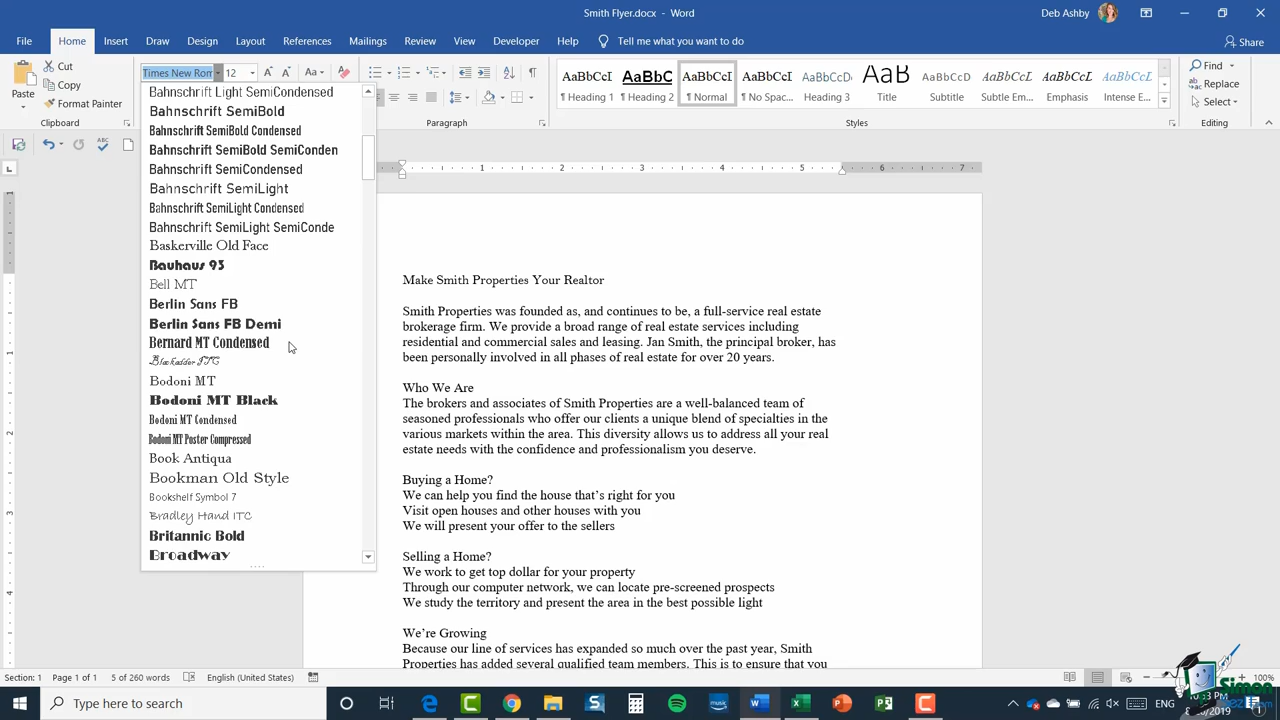 Smith Flyer.docx - Word
Deb Ashby
File Home Insert Draw Design Layout References Mailings Review View Developer Help Tell me what you want to do
Share
Paste
Cut
Copy
Format Painter
Clipboard
Times New Rom
12
Aa
Paragraph
AaBbCcI AaBbC AaBbCcI AaBbCcI AaBbCcD AaB AaBbCcD AaBbCcI AaBbCcI AaBbCcI
¶ Heading 1 ¶ Heading 2 ¶ Normal ¶ No Spac... Heading 3 Title Subtitle Subtle Em... Emphasis Intense E...
Styles
Find
Replace
Select
Editing
Bahnschrift Light SemiCondensed
Bahnschrift SemiBold
Bahnschrift SemiBold Condensed
Bahnschrift SemiBold SemiConden
Bahnschrift SemiCondensed
Bahnschrift SemiLight
Bahnschrift SemiLight Condensed
Bahnschrift SemiLight SemiConde
Baskerville Old Face
Bauhaus 93
Bell MT
Berlin Sans FB
Berlin Sans FB Demi
Bernard MT Condensed
Blackadder ITC
Bodoni MT
Bodoni MT Black
Bodoni MT Condensed
Bodoni MT Poster Compressed
Book Antiqua
Bookman Old Style
Bookshelf Symbol 7
Bradley Hand ITC
Britannic Bold
Broadway
1 2 3 4 5 6 7
Make Smith Properties Your Realtor
Smith Properties was founded as, and continues to be, a full-service real estate
brokerage firm. We provide a broad range of real estate services including
residential and commercial sales and leasing. Jan Smith, the principal broker, has
been personally involved in all phases of real estate for over 20 years.
Who We Are
The brokers and associates of Smith Properties are a well-balanced team of
seasoned professionals who offer our clients a unique blend of specialties in the
various markets within the area. This diversity allows us to address all your real
estate needs with the confidence and professionalism you deserve.
Buying a Home?
We can help you find the house that's right for you
Visit open houses and other houses with you
We will present your offer to the sellers
Selling a Home?
We work to get top dollar for your property
Through our computer network, we can locate pre-screened prospects
We study the territory and present the area in the best possible light
We're Growing
Because our line of services has expanded so much over the past year, Smith
Properties has added several qualified team members. This is to ensure that you
Section: 1 Page 1 of 1 5 of 260 words English (United States)
100%
Type here to search
ENG